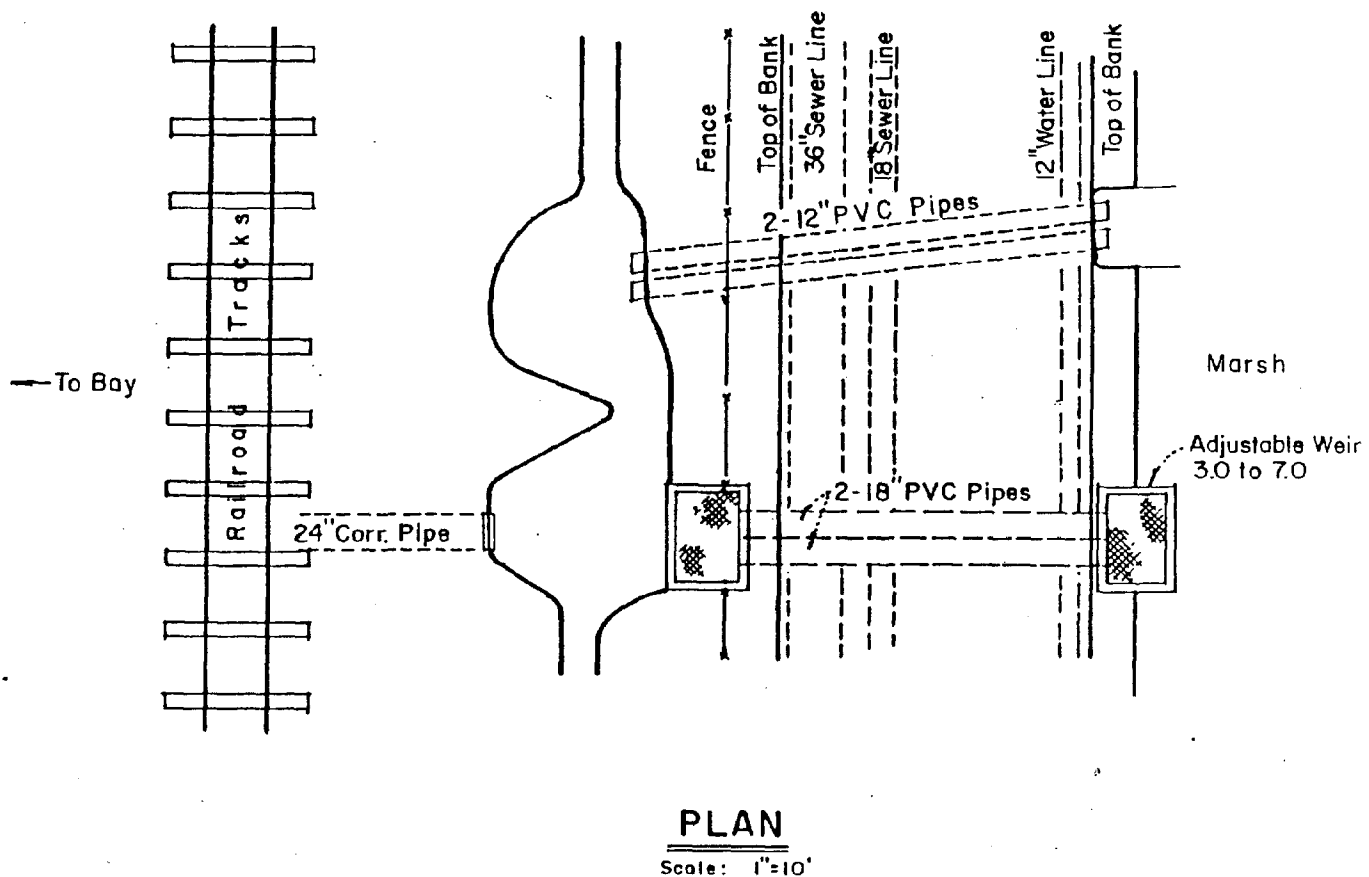 Railroad Tracks
To Bay
24" Corr. Pipe
Fence
Top of Bank
36" Sewer Line
18" Sewer Line
12" Water Line
Top of Bank
2-12" PVC Pipes
Marsh
Adjustable Weir
3.0 to 7.0
2-18" PVC Pipes
PLAN
Scale: 1"=10'